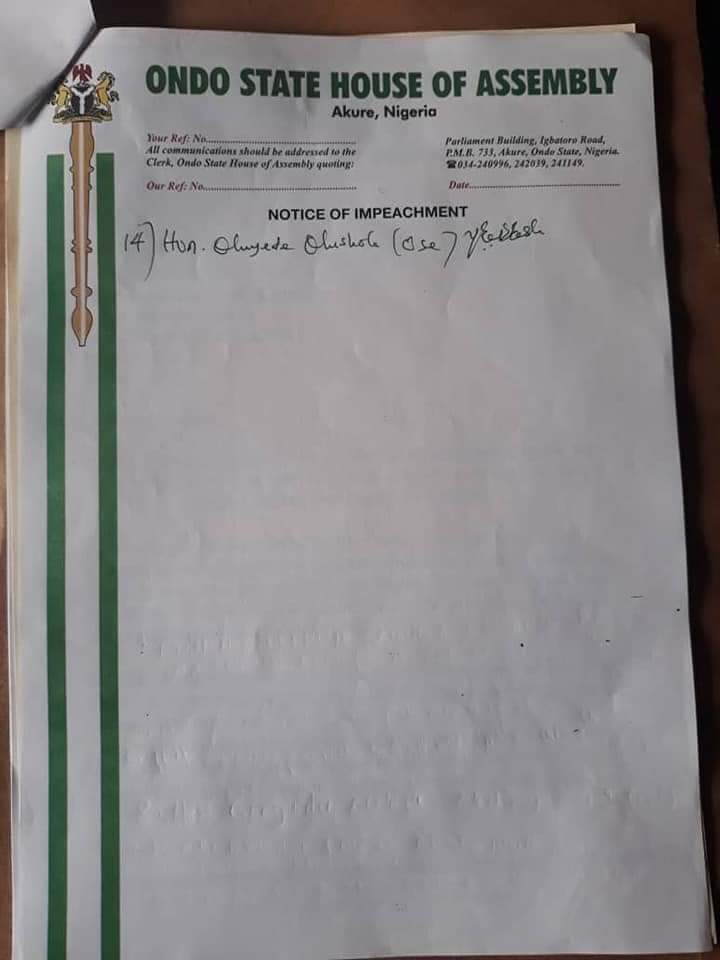 ONDO STATE HOUSE OF ASSEMBLY
Akure, Nigeria
Your Ref: No.
All communications should be addressed to the
Clerk, Ondo State House of Assembly quoting:
Our Ref: No.
Parliament Building, Igbatoro Road,
P.M.B. 733, Akure, Ondo State, Nigeria.
☎034-240996, 242039, 241149.
Date
NOTICE OF IMPEACHMENT
14) Hon. Olushola (Ose)